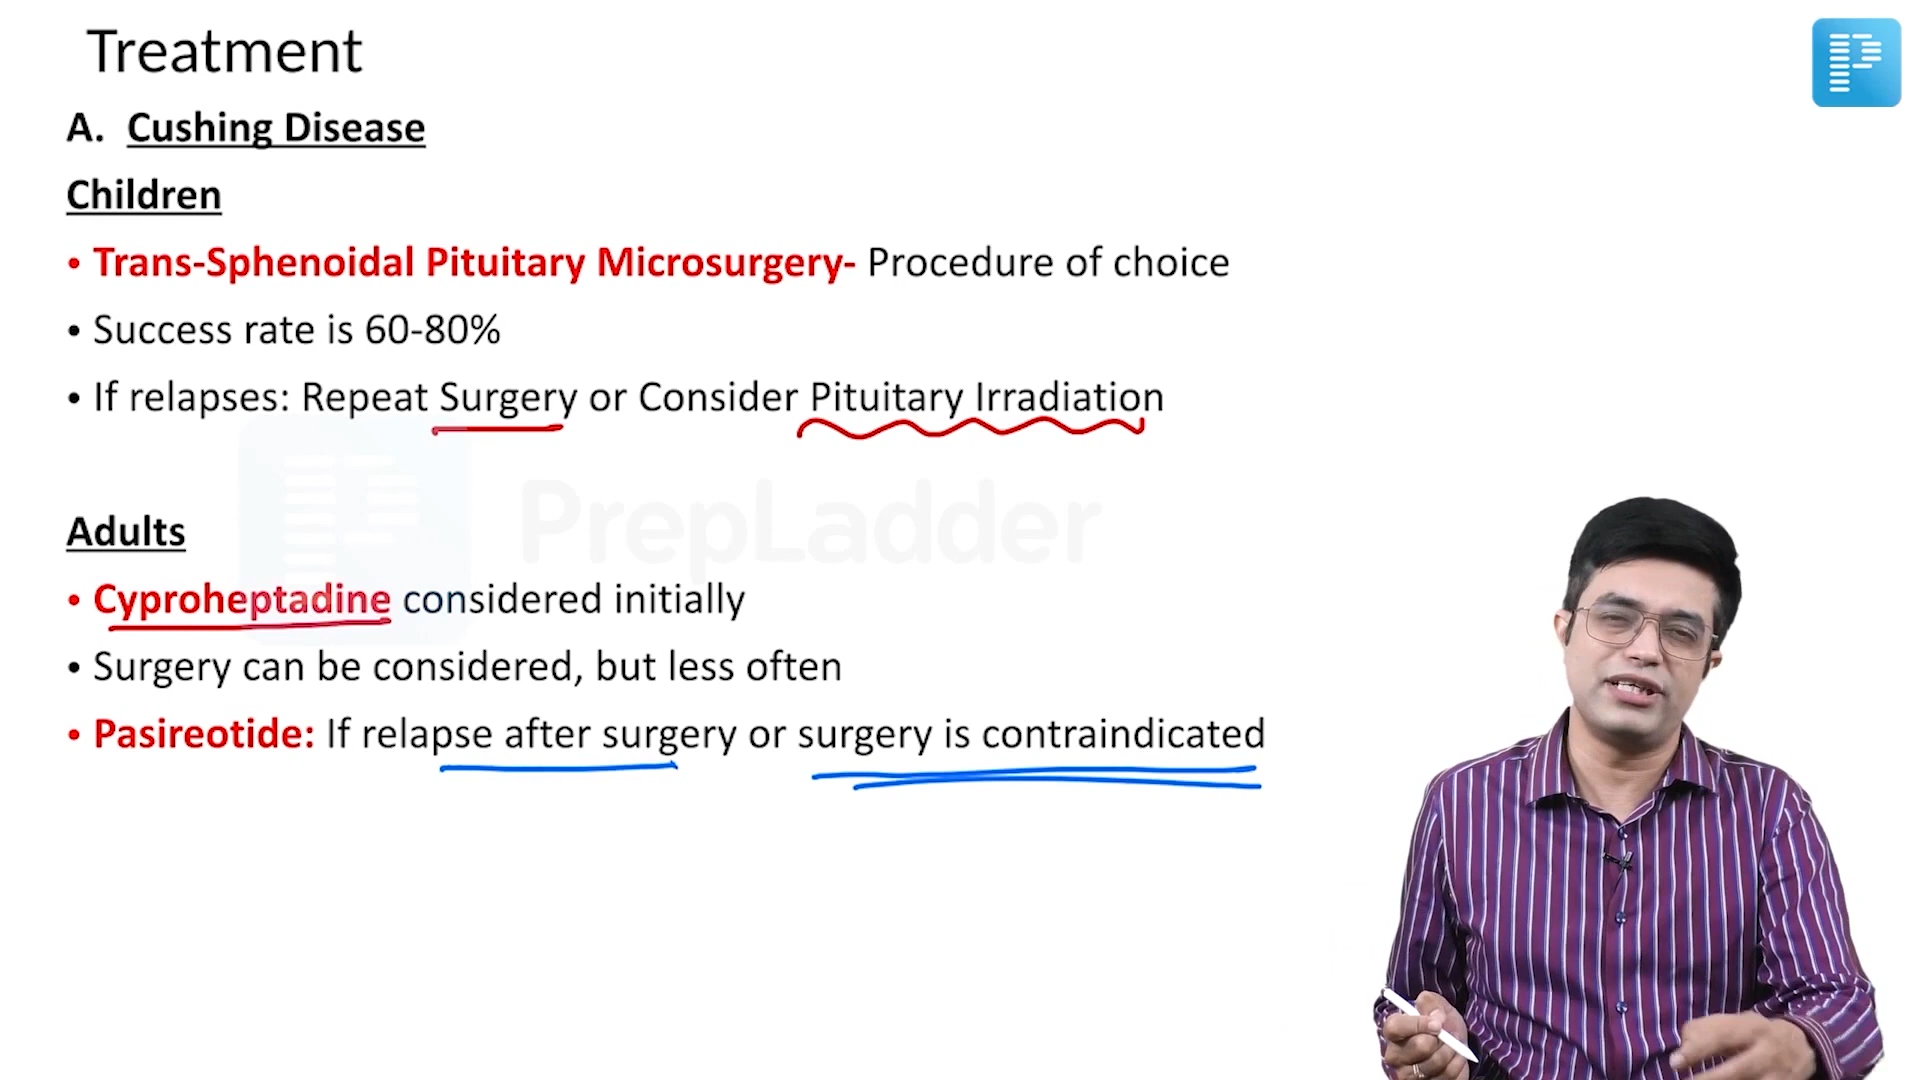 Treatment
A. Cushing Disease
Children
• Trans-Sphenoidal Pituitary Microsurgery- Procedure of choice
• Success rate is 60-80%
• If relapses: Repeat Surgery or Consider Pituitary Irradiation
PrepLadder
Adults
• Cyproheptadine considered initially
• Surgery can be considered, but less often
• Pasireotide: If relapse after surgery or surgery is contraindicated